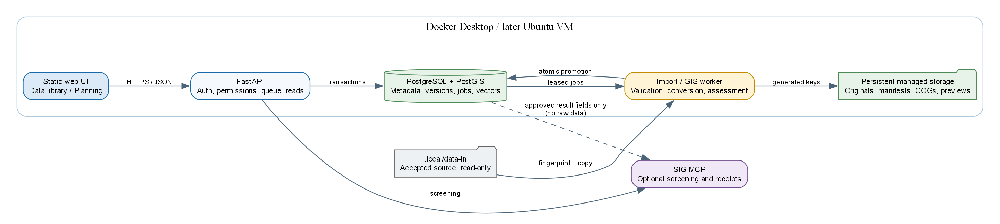 Docker Desktop / later Ubuntu VM
Static web UI
Data library / Planning
HTTPS / JSON
FastAPI
Auth, permissions, queue, reads
transactions
PostgreSQL + PostGIS
Metadata, versions, jobs, vectors
atomic promotion
leased jobs
Import / GIS worker
Validation, conversion, assessment
generated keys
Persistent managed storage
Originals, manifests, COGs, previews
approved result fields only
(no raw data)
.local/data-in
Accepted source, read-only
fingerprint + copy
SIG MCP
Optional screening and receipts
screening